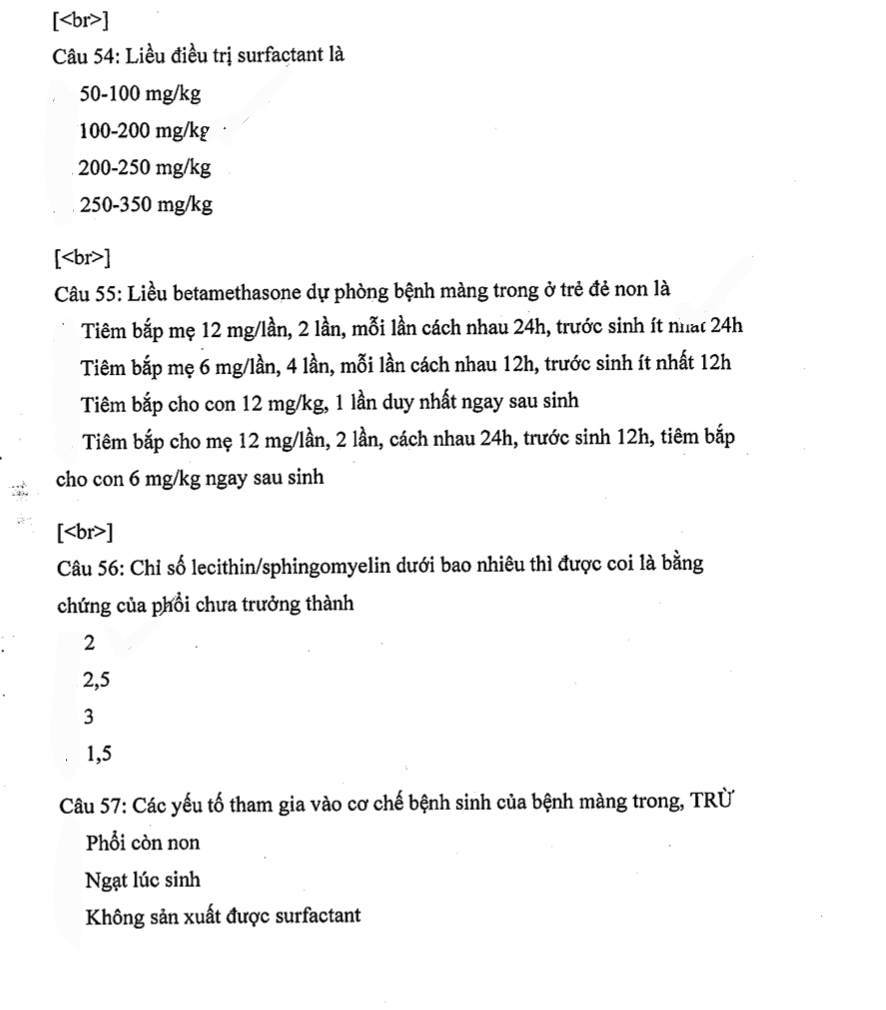 [<br>]
Câu 54: Liều điều trị surfactant là
50-100 mg/kg
100-200 mg/kg
200-250 mg/kg
250-350 mg/kg
[<br>]
Câu 55: Liều betamethasone dự phòng bệnh màng trong ở trẻ đẻ non là
Tiêm bắp mẹ 12 mg/lần, 2 lần, mỗi lần cách nhau 24h, trước sinh ít nhất 24h
Tiêm bắp mẹ 6 mg/lần, 4 lần, mỗi lần cách nhau 12h, trước sinh ít nhất 12h
Tiêm bắp cho con 12 mg/kg, 1 lần duy nhất ngay sau sinh
Tiêm bắp cho mẹ 12 mg/lần, 2 lần, cách nhau 24h, trước sinh 12h, tiêm bắp
cho con 6 mg/kg ngay sau sinh
[<br>]
Câu 56: Chỉ số lecithin/sphingomyelin dưới bao nhiêu thì được coi là bằng
chứng của phổi chưa trưởng thành
2
2,5
3
1,5
Câu 57: Các yếu tố tham gia vào cơ chế bệnh sinh của bệnh màng trong, TRỪ
Phổi còn non
Ngạt lúc sinh
Không sản xuất được surfactant